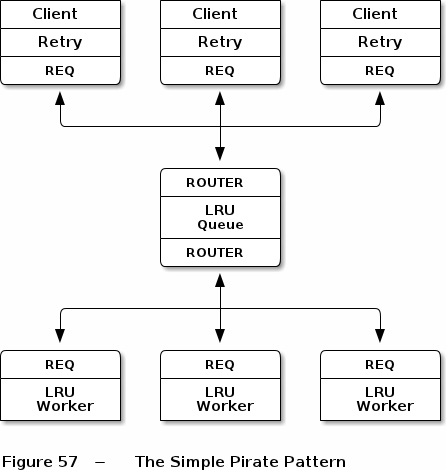 Client Client Client
Retry Retry Retry
REQ REQ REQ
ROUTER
LRU
Queue
ROUTER
REQ REQ REQ
LRU LRU LRU
Worker Worker Worker
Figure 57 – The Simple Pirate Pattern